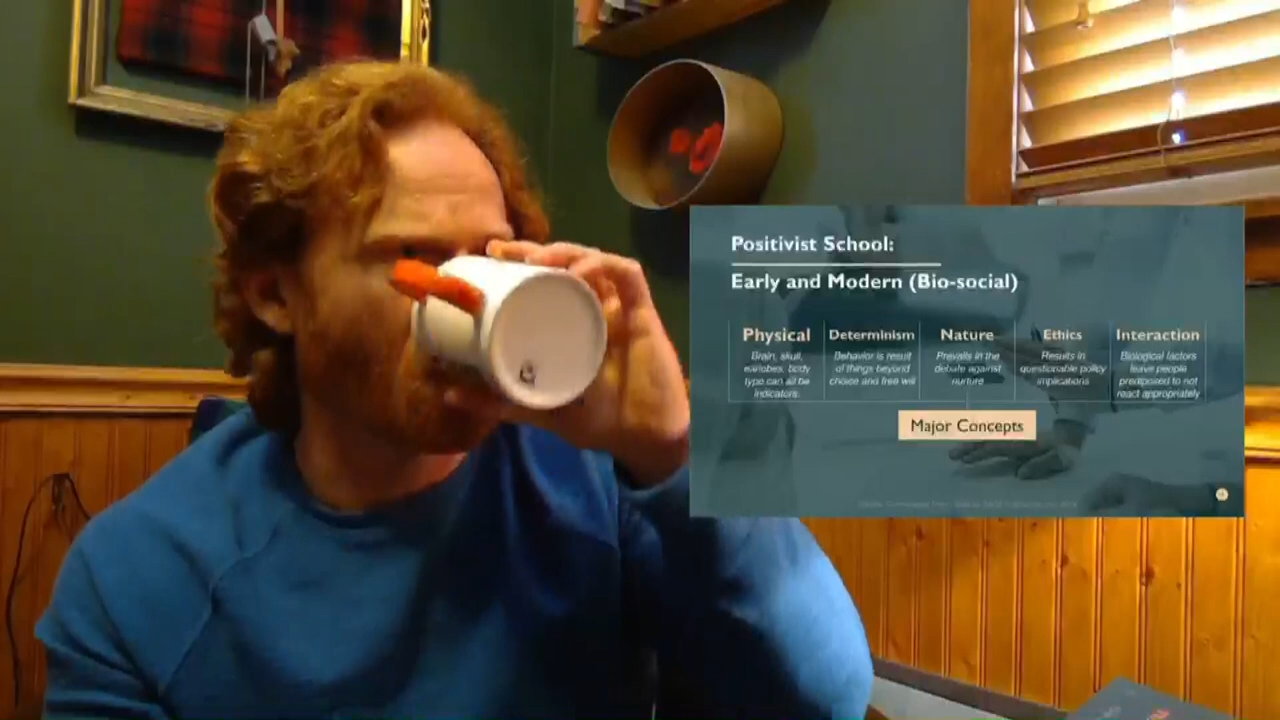 Positivist School:
Early and Modern (Bio-social)
Physical
Brain, skull,
earlobes, body
type can all be
indicators.
Determinism
Behavior is result
of things beyond
choice and free will
Nature
Prevails in the
debate against
nurture
Ethics
Results in
questionable policy
implications
Interaction
Biological factors
leave people
predisposed to not
react appropriately
Major Concepts